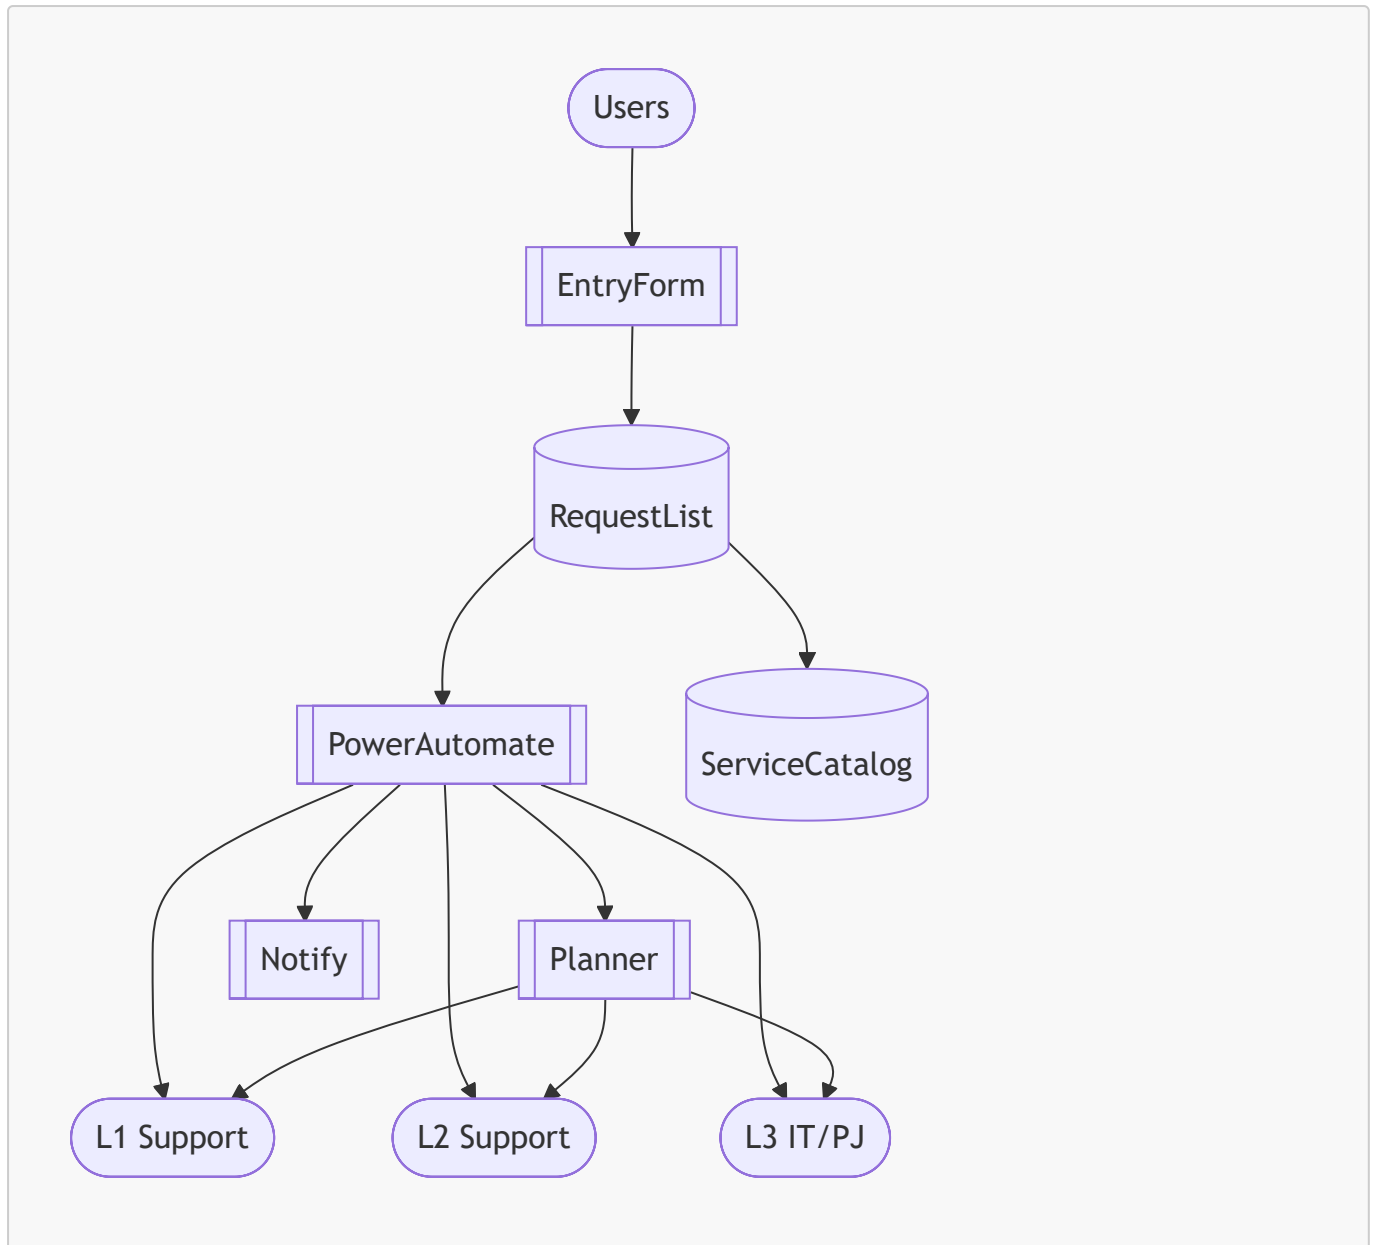 Users
EntryForm
RequestList
PowerAutomate
ServiceCatalog
Notify
Planner
L1 Support
L2 Support
L3 IT/PJ